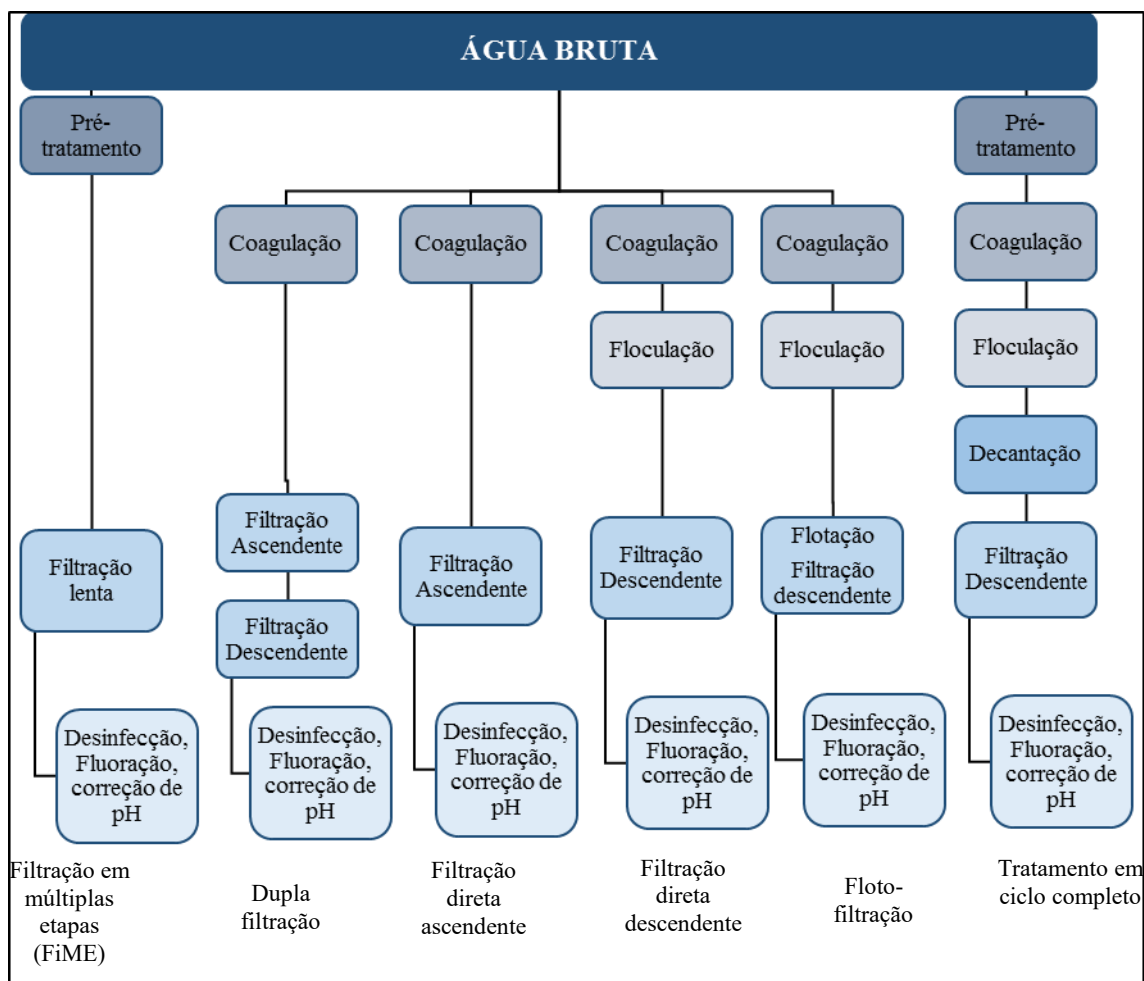 ÁGUA BRUTA
Pré-
tratamento
Filtração
lenta
Desinfecção,
Fluoração,
correção de
pH
Filtração em
múltiplas
etapas
(FiME)
Coagulação
Filtração
Ascendente
Filtração
Descendente
Desinfecção,
Fluoração,
correção de
pH
Dupla
filtração
Coagulação
Filtração
Ascendente
Desinfecção,
Fluoração,
correção de
pH
Filtração
direta
ascendente
Coagulação
Floculação
Filtração
Descendente
Desinfecção,
Fluoração,
correção de
pH
Filtração
direta
descendente
Coagulação
Floculação
Flotação
Filtração
descendente
Desinfecção,
Fluoração,
correção de
pH
Floto-
filtração
Pré-
tratamento
Coagulação
Floculação
Decantação
Filtração
Descendente
Desinfecção,
Fluoração,
correção de
pH
Tratamento em
ciclo completo